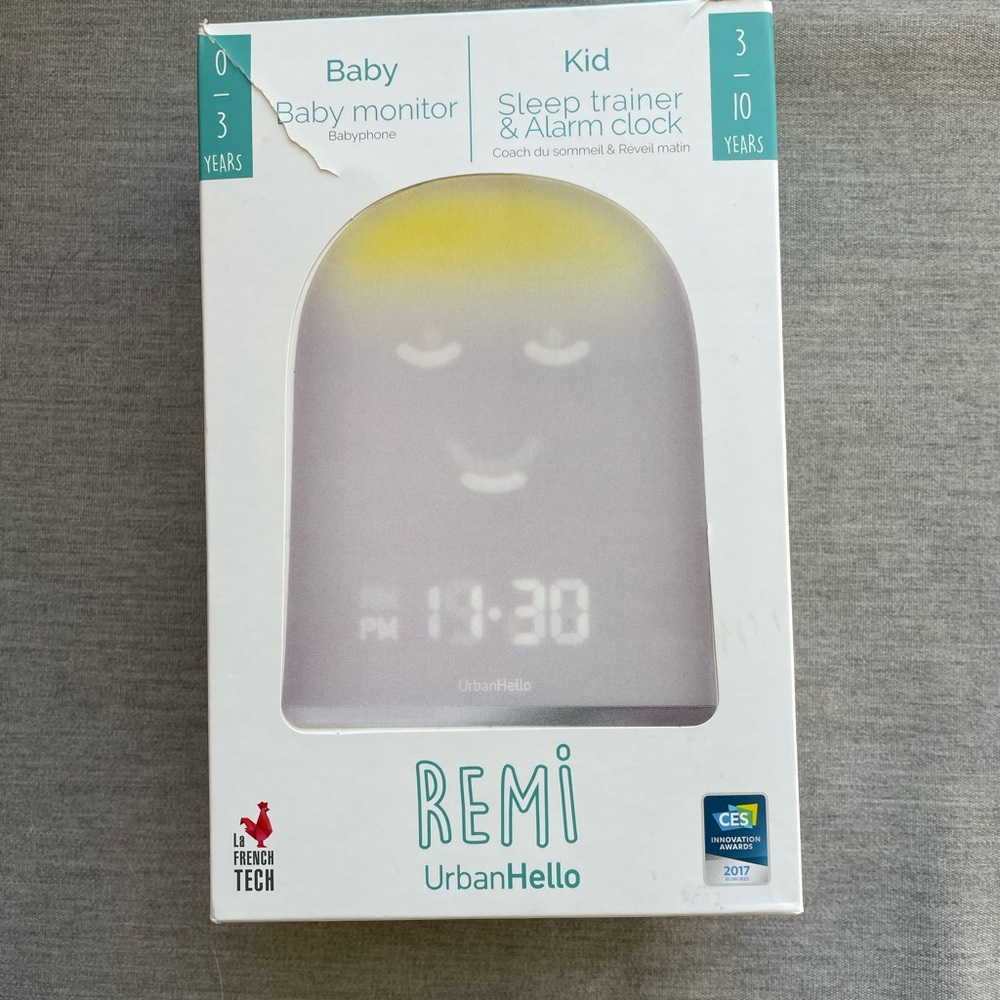 0
—
3
YEARS
Baby
Baby monitor
Babyphone
Kid
Sleep trainer
& Alarm clock
Coach du sommeil & Réveil matin
3
—
10
YEARS
PM 11:30
UrbanHello
REMi
UrbanHello
La
FRENCH
TECH
CES
INNOVATION
AWARDS
2017
HONOREE